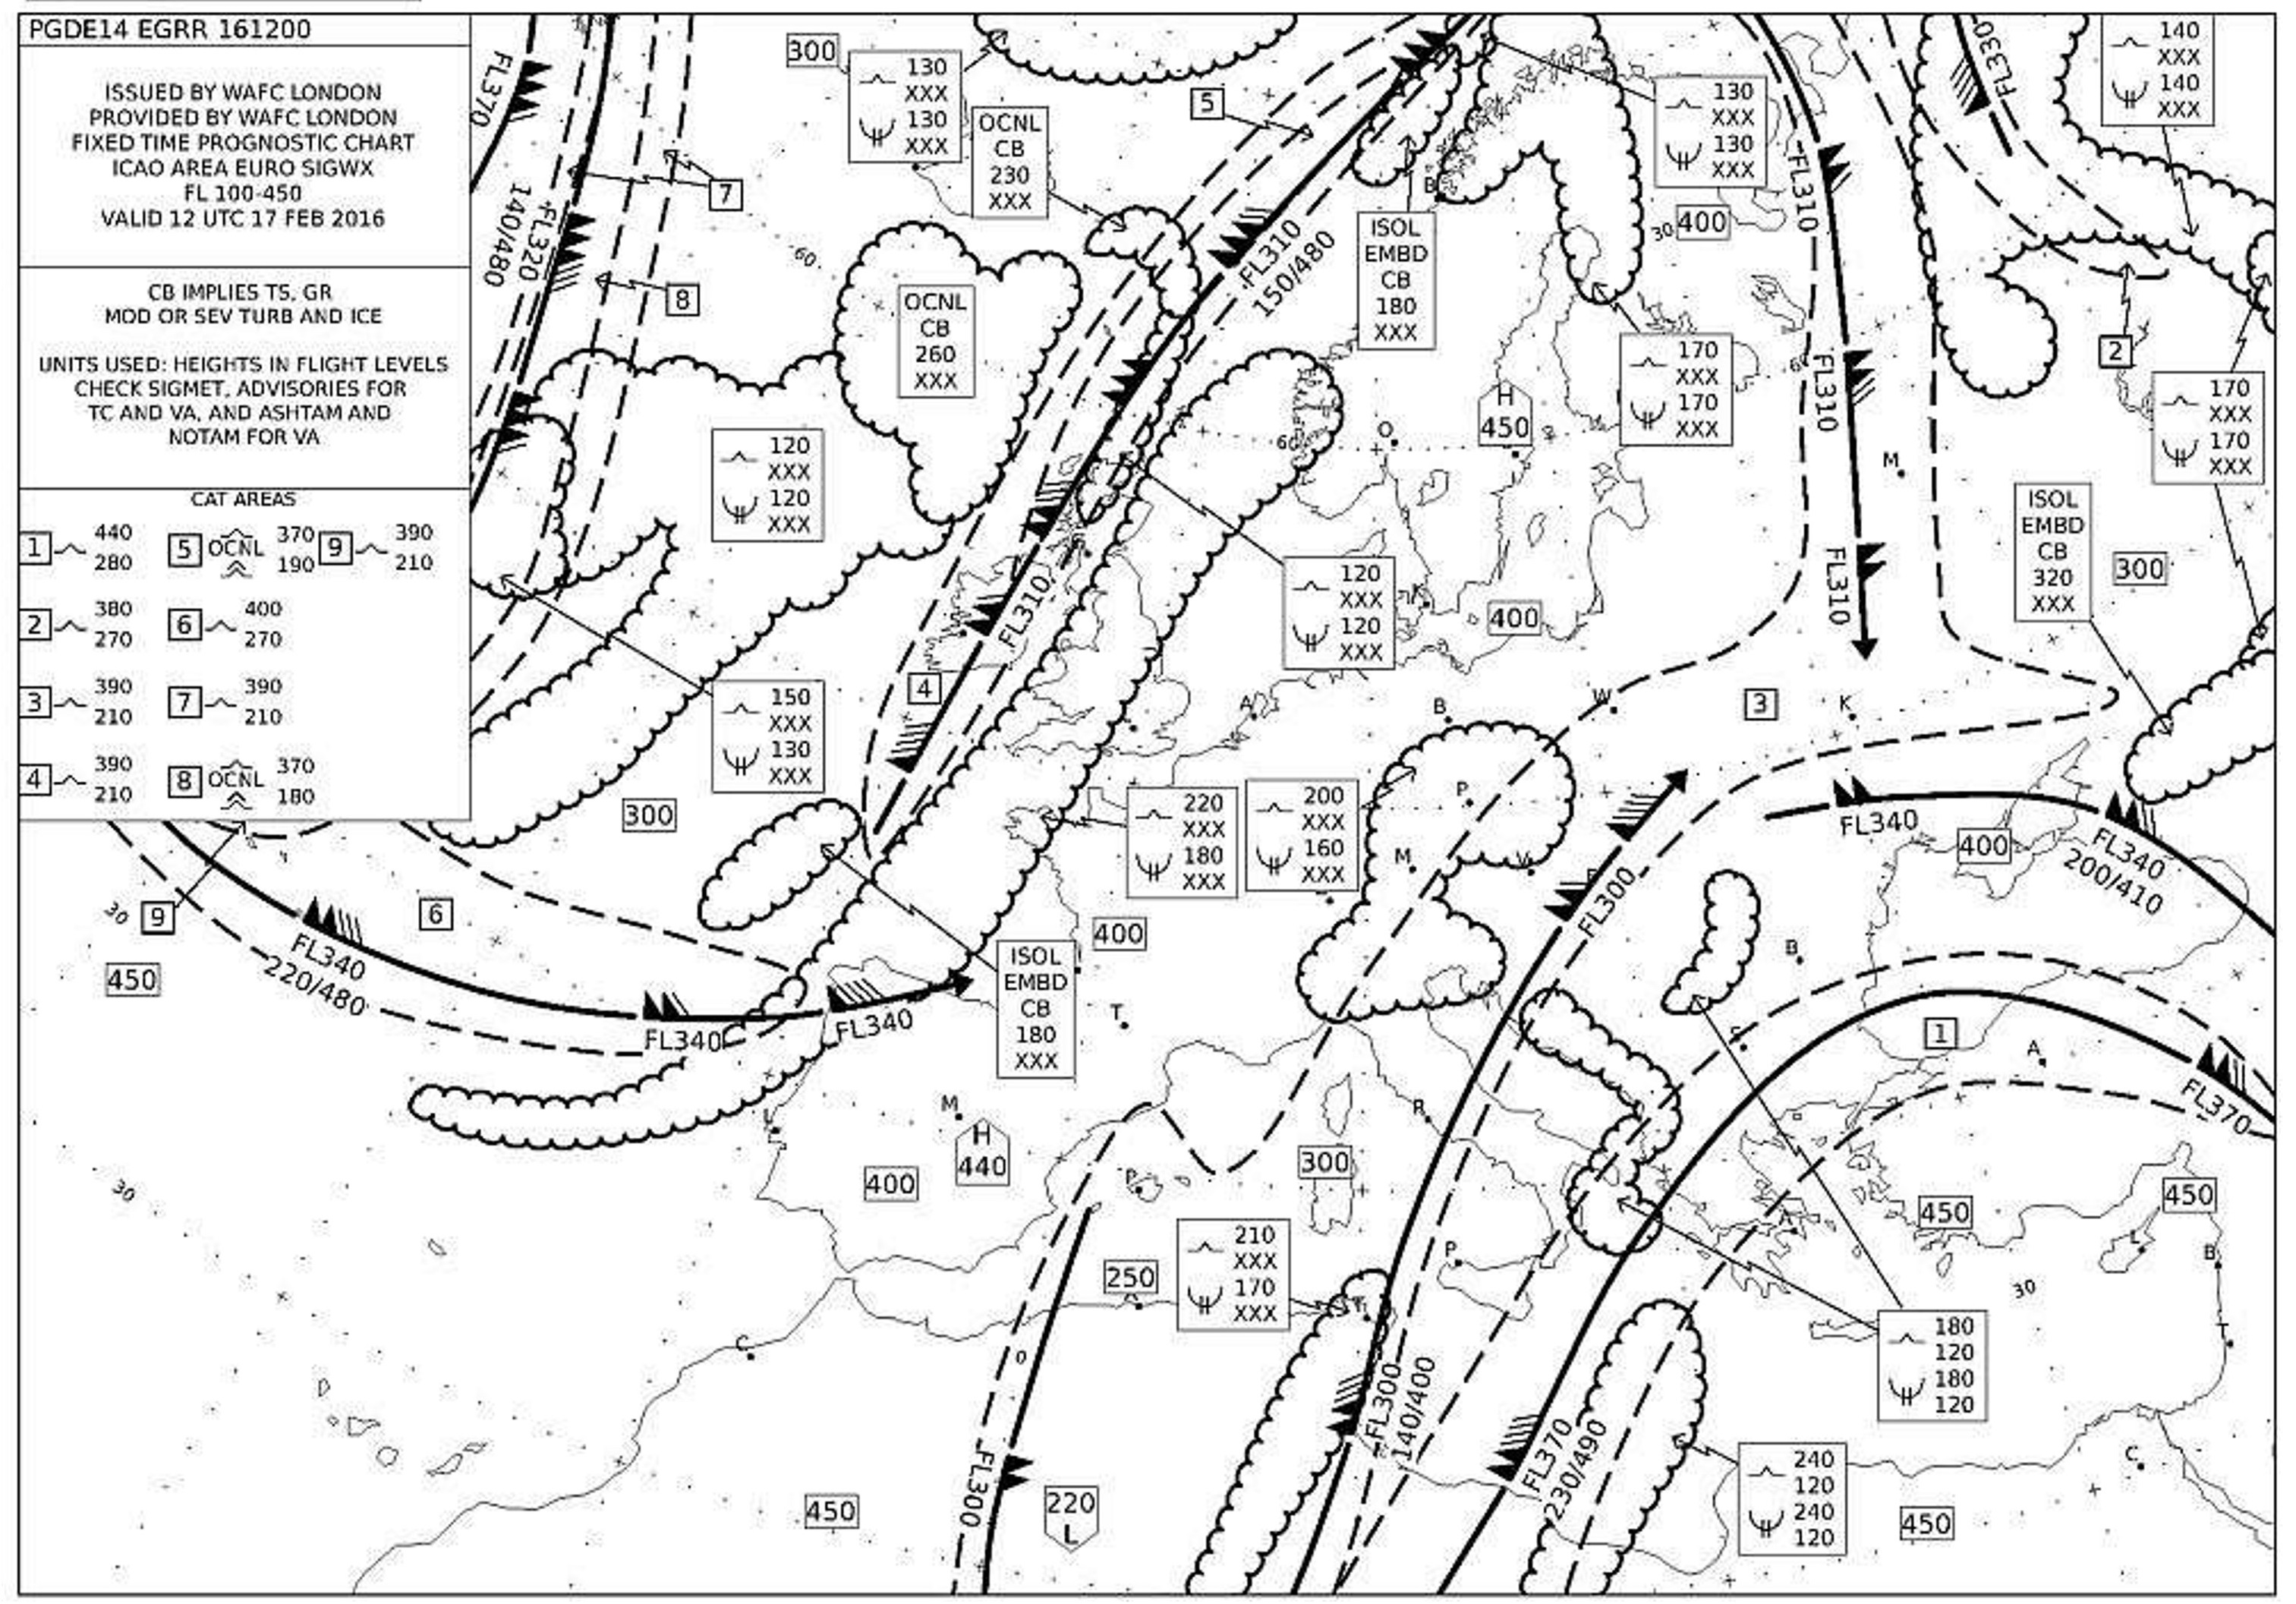 PGDE14 EGRR 161200
ISSUED BY WAFC LONDON
PROVIDED BY WAFC LONDON
FIXED TIME PROGNOSTIC CHART
ICAO AREA EURO SIGWX
FL 100-450
VALID 12 UTC 17 FEB 2016
CB IMPLIES TS, GR
MOD OR SEV TURB AND ICE
UNITS USED: HEIGHTS IN FLIGHT LEVELS
CHECK SIGMET, ADVISORIES FOR
TC AND VA, AND ASHTAM AND
NOTAM FOR VA
CAT AREAS
1 440 280
5 OCNL 370 190
9 390 210
2 380 270
6 400 270
3 390 210
7 390 210
4 390 210
8 OCNL 370 180
FL370
140/480
FL320
7
8
300
130
XXX
130
XXX
OCNL
CB
230
XXX
5
60
OCNL
CB
260
XXX
120
XXX
120
XXX
150
XXX
130
XXX
FL310
150/480
ISOL
EMBD
CB
180
XXX
B
130
XXX
130
XXX
30
400
FL310
FL330
140
XXX
140
XXX
2
170
XXX
170
XXX
170
XXX
170
XXX
H
450
O
60
FL310
M
ISOL
EMBD
CB
320
XXX
300
FL310
120
XXX
120
XXX
400
FL310
4
A
B
W
3
K
P
M
V
300
220
XXX
180
XXX
200
XXX
160
XXX
FL340
400
FL340
200/410
FL300
9
30
6
450
FL340
220/480
FL340
FL340
ISOL
EMBD
CB
180
XXX
400
T
B
S
1
A
FL370
L
M
H
440
400
P
300
R
450
450
L
B
30
30
250
210
XXX
170
XXX
T
P
A
180
120
180
120
T
C
0
FL300
140/400
FL370
230/490
240
120
240
120
C
FL300
450
220
L
450